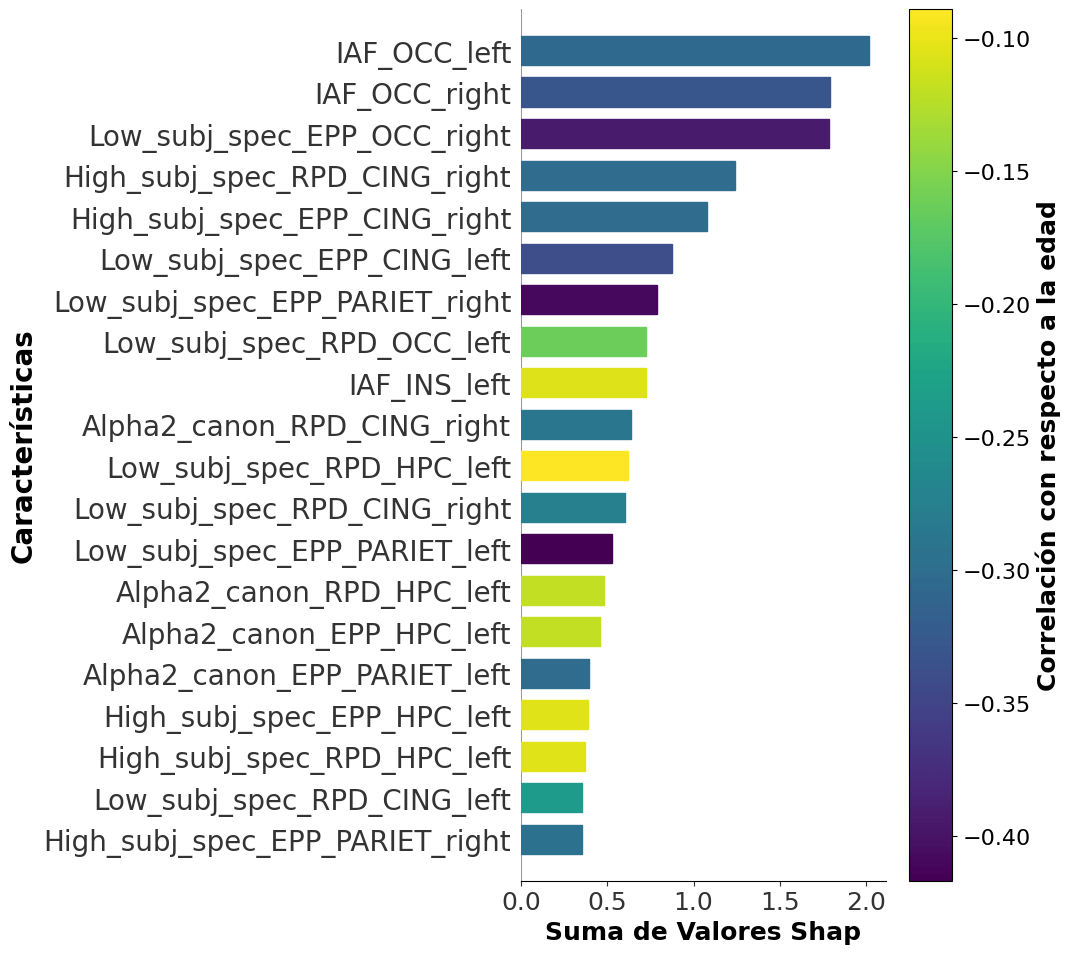 Características
IAF_OCC_left
IAF_OCC_right
Low_subj_spec_EPP_OCC_right
High_subj_spec_RPD_CING_right
High_subj_spec_EPP_CING_right
Low_subj_spec_EPP_CING_left
Low_subj_spec_EPP_PARIET_right
Low_subj_spec_RPD_OCC_left
IAF_INS_left
Alpha2_canon_RPD_CING_right
Low_subj_spec_RPD_HPC_left
Low_subj_spec_RPD_CING_right
Low_subj_spec_EPP_PARIET_left
Alpha2_canon_RPD_HPC_left
Alpha2_canon_EPP_HPC_left
Alpha2_canon_EPP_PARIET_left
High_subj_spec_EPP_HPC_left
High_subj_spec_RPD_HPC_left
Low_subj_spec_RPD_CING_left
High_subj_spec_EPP_PARIET_right
0.0 0.5 1.0 1.5 2.0
Suma de Valores Shap
−0.10
−0.15
−0.20
−0.25
−0.30
−0.35
−0.40
Correlación con respecto a la edad